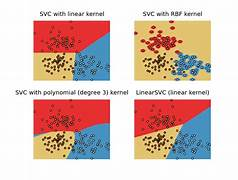 SVC with linear kernel
SVC with RBF kernel
SVC with polynomial (degree 3) kernel
LinearSVC (linear kernel)